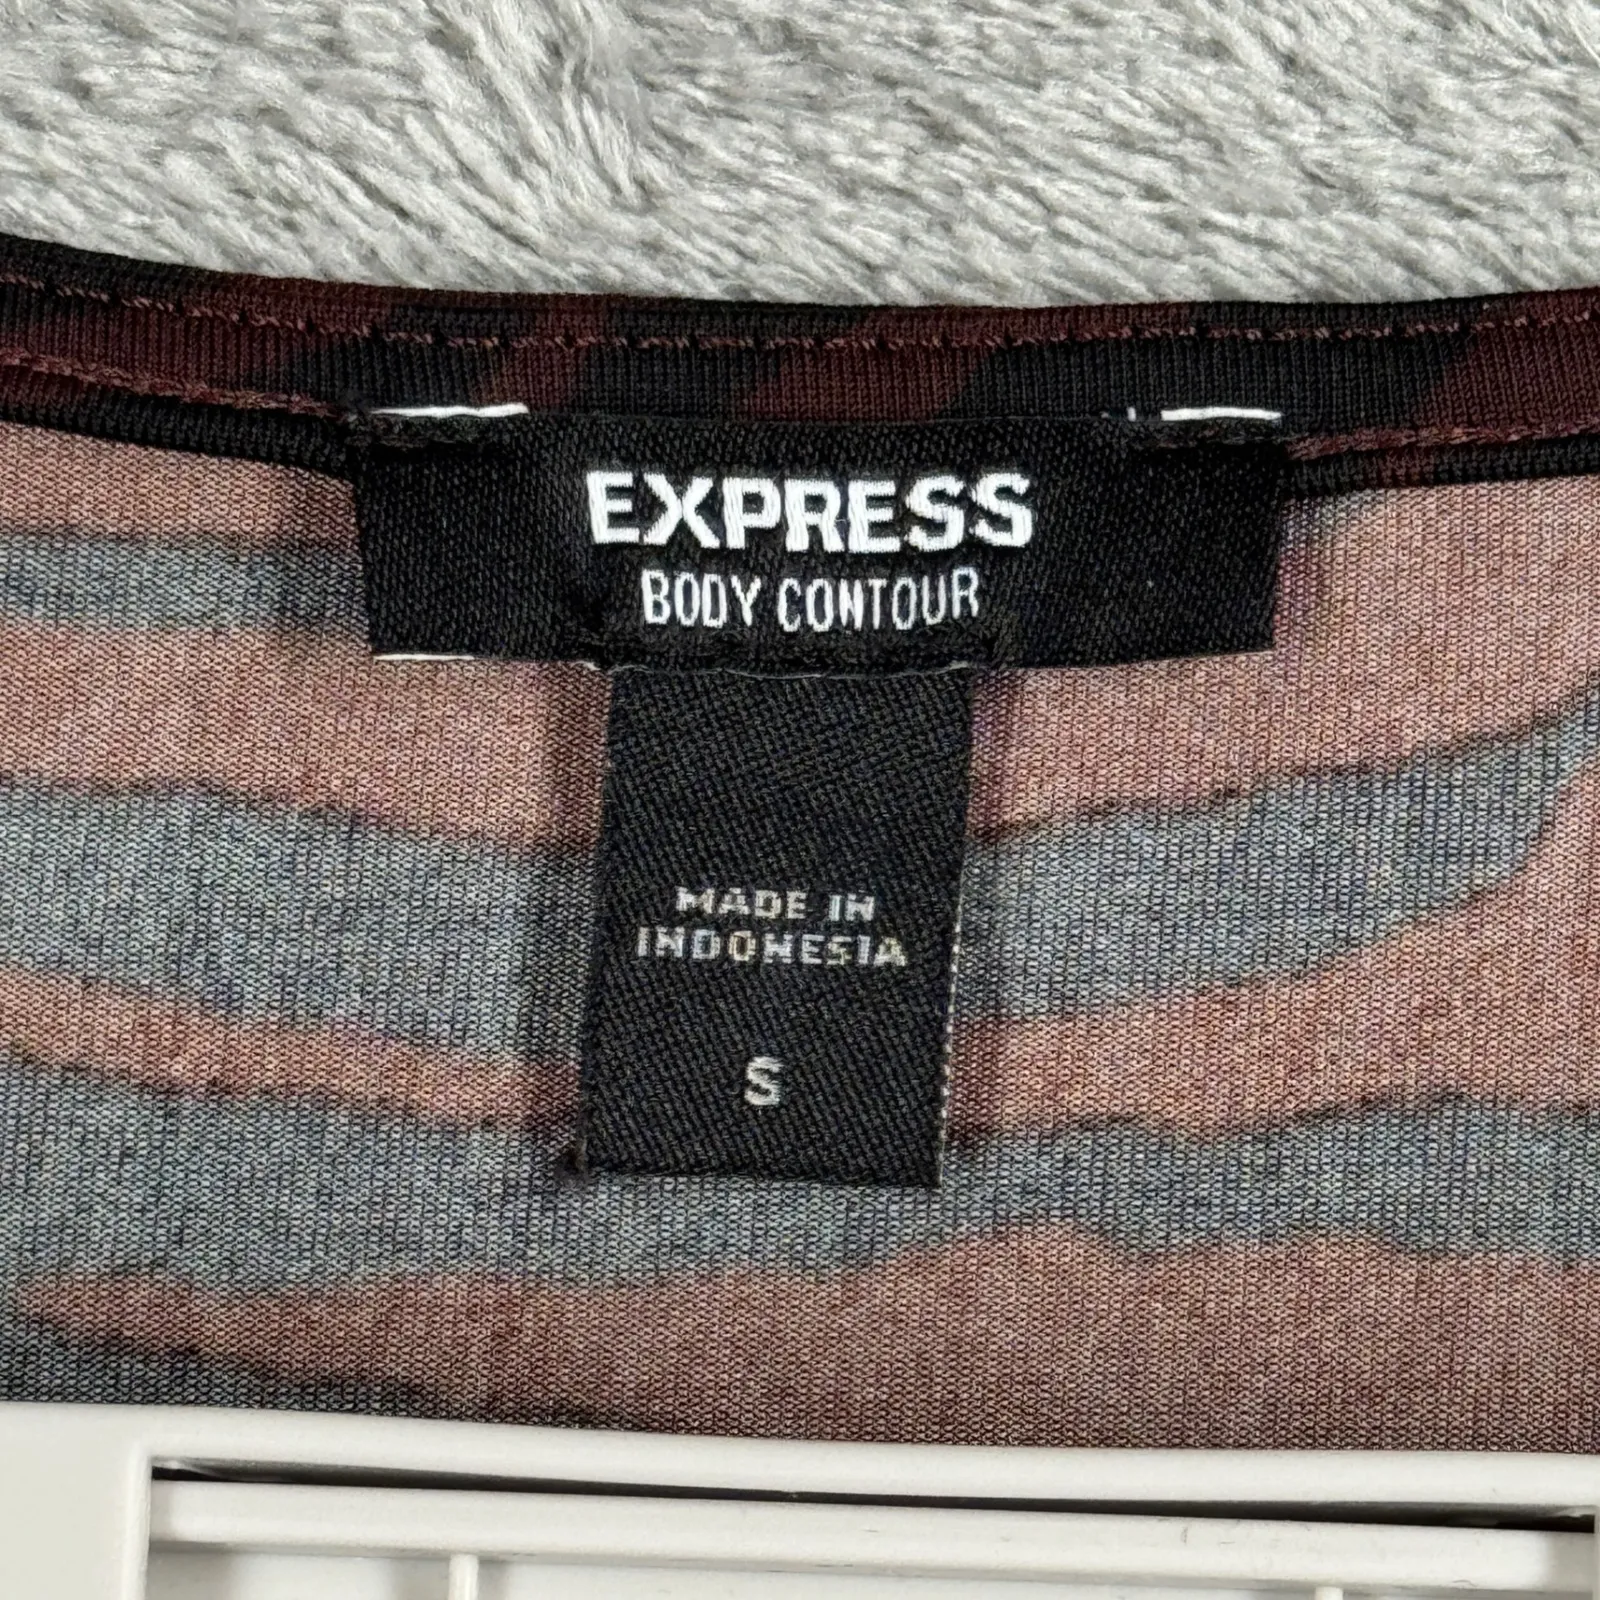 EXPRESS
BODY CONTOUR
MADE IN
INDONESIA
S